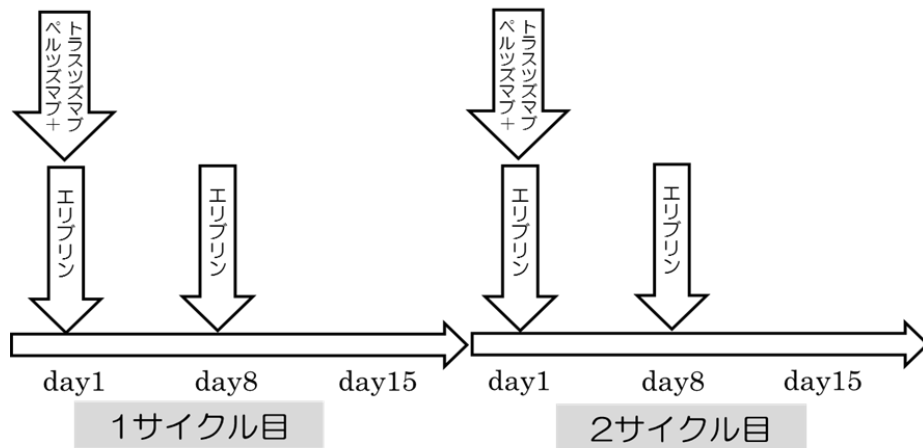 トラスツズマブ
ペルツズマブ＋
エリブリン
エリブリン
day1
day8
day15
1サイクル目
トラスツズマブ
ペルツズマブ＋
エリブリン
エリブリン
day1
day8
day15
2サイクル目